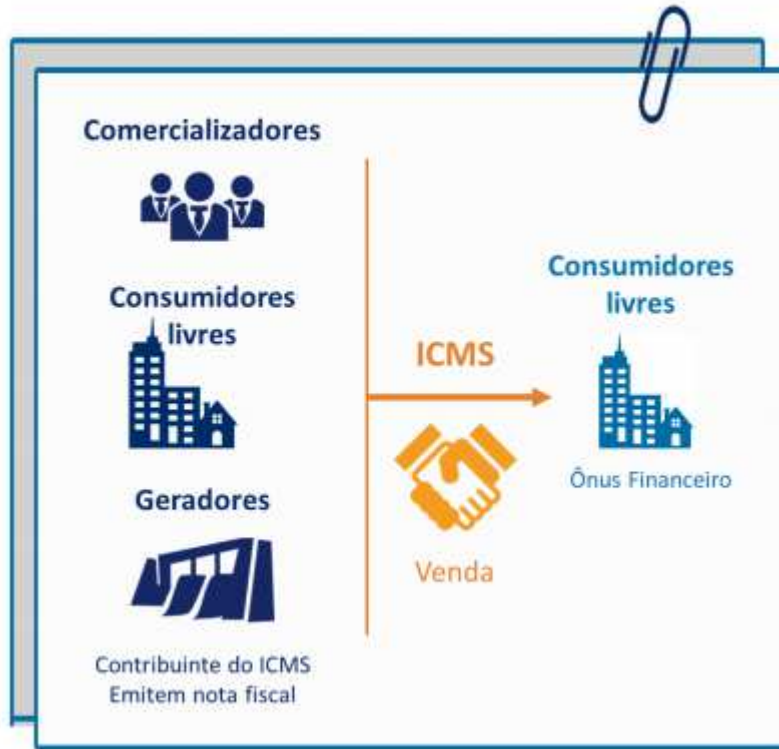 Comercializadores
Consumidores
livres
Geradores
Contribuinte do ICMS
Emitem nota fiscal
ICMS
Venda
Consumidores
livres
Ônus Financeiro